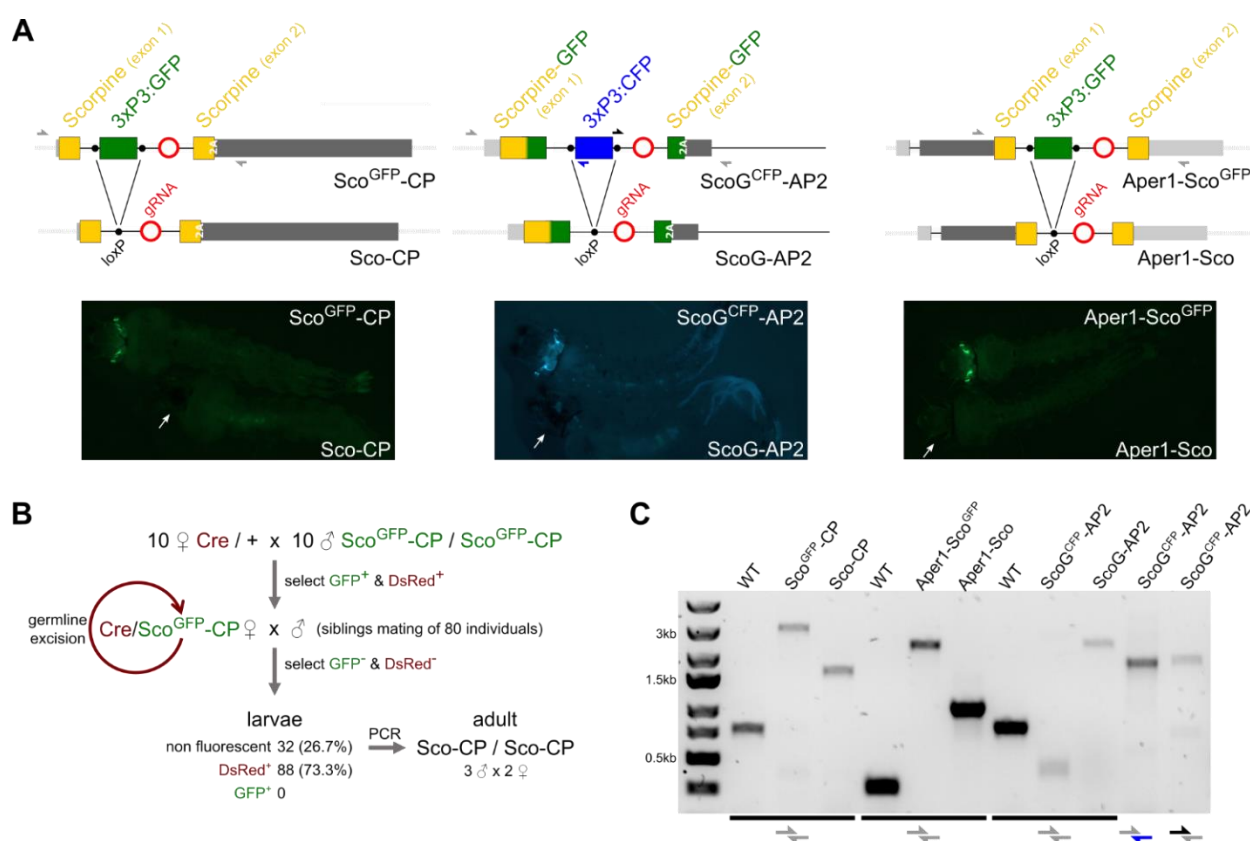 A
Scorpine (exon 1)
3xP3:GFP
Scorpine (exon 2)
2A
Sco^GFP-CP
gRNA
loxP
2A
Sco-CP
Sco^GFP-CP
Sco-CP
Scorpine-GFP
(exon 1)
3xP3:CFP
Scorpine-GFP
(exon 2)
2A
ScoG^CFP-AP2
gRNA
loxP
2A
ScoG-AP2
ScoG^CFP-AP2
ScoG-AP2
Scorpine (exon 1)
3xP3:GFP
Scorpine (exon 2)
Aper1-Sco^GFP
gRNA
loxP
Aper1-Sco
Aper1-Sco^GFP
Aper1-Sco
B
10 ♀ Cre / + x 10 ♂ Sco^GFP-CP / Sco^GFP-CP
select GFP⁺ & DsRed⁺
germline
excision
Cre/Sco^GFP-CP ♀ x ♂ (siblings mating of 80 individuals)
select GFP⁻ & DsRed⁻
larvae
non fluorescent 32 (26.7%)
DsRed⁺ 88 (73.3%)
GFP⁺ 0
PCR
adult
Sco-CP / Sco-CP
3 ♂ x 2 ♀
C
WT
Sco^GFP-CP
Sco-CP
WT
Aper1-Sco^GFP
Aper1-Sco
WT
ScoG^CFP-AP2
ScoG-AP2
ScoG^CFP-AP2
ScoG^CFP-AP2
3kb
1.5kb
0.5kb